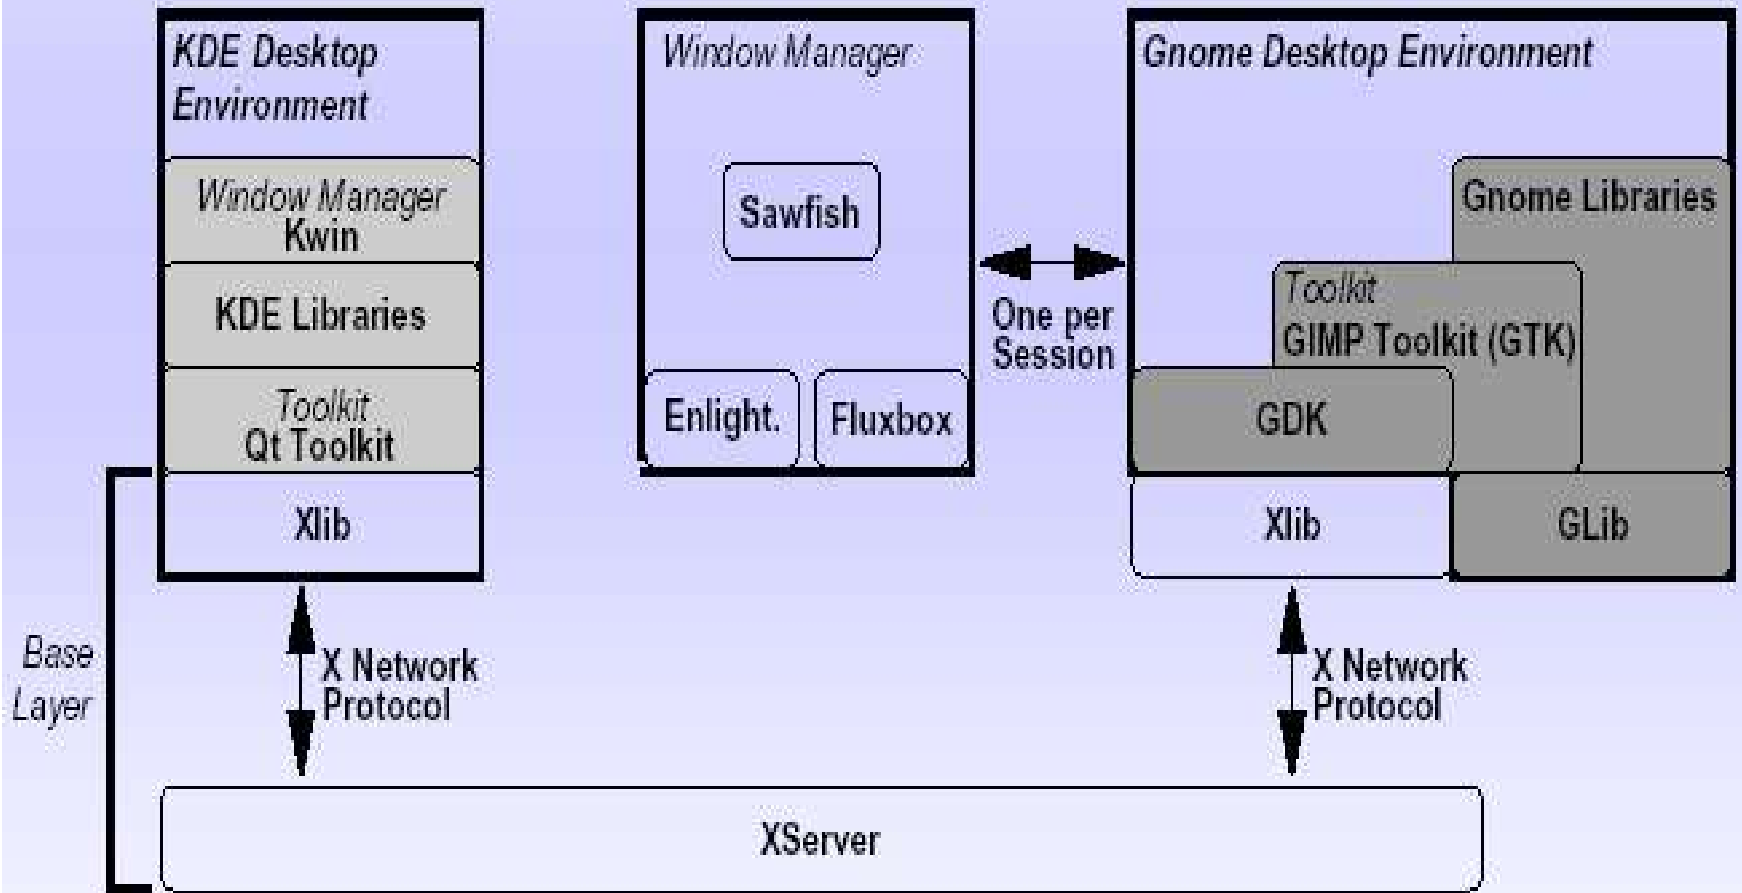 KDE Desktop
Environment
Window Manager
Kwin
KDE Libraries
Toolkit
Qt Toolkit
Xlib
Window Manager
Sawfish
Enlight.
Fluxbox
One per
Session
Gnome Desktop Environment
Gnome Libraries
Toolkit
GIMP Toolkit (GTK)
GDK
Xlib
GLib
Base
Layer
X Network
Protocol
X Network
Protocol
XServer